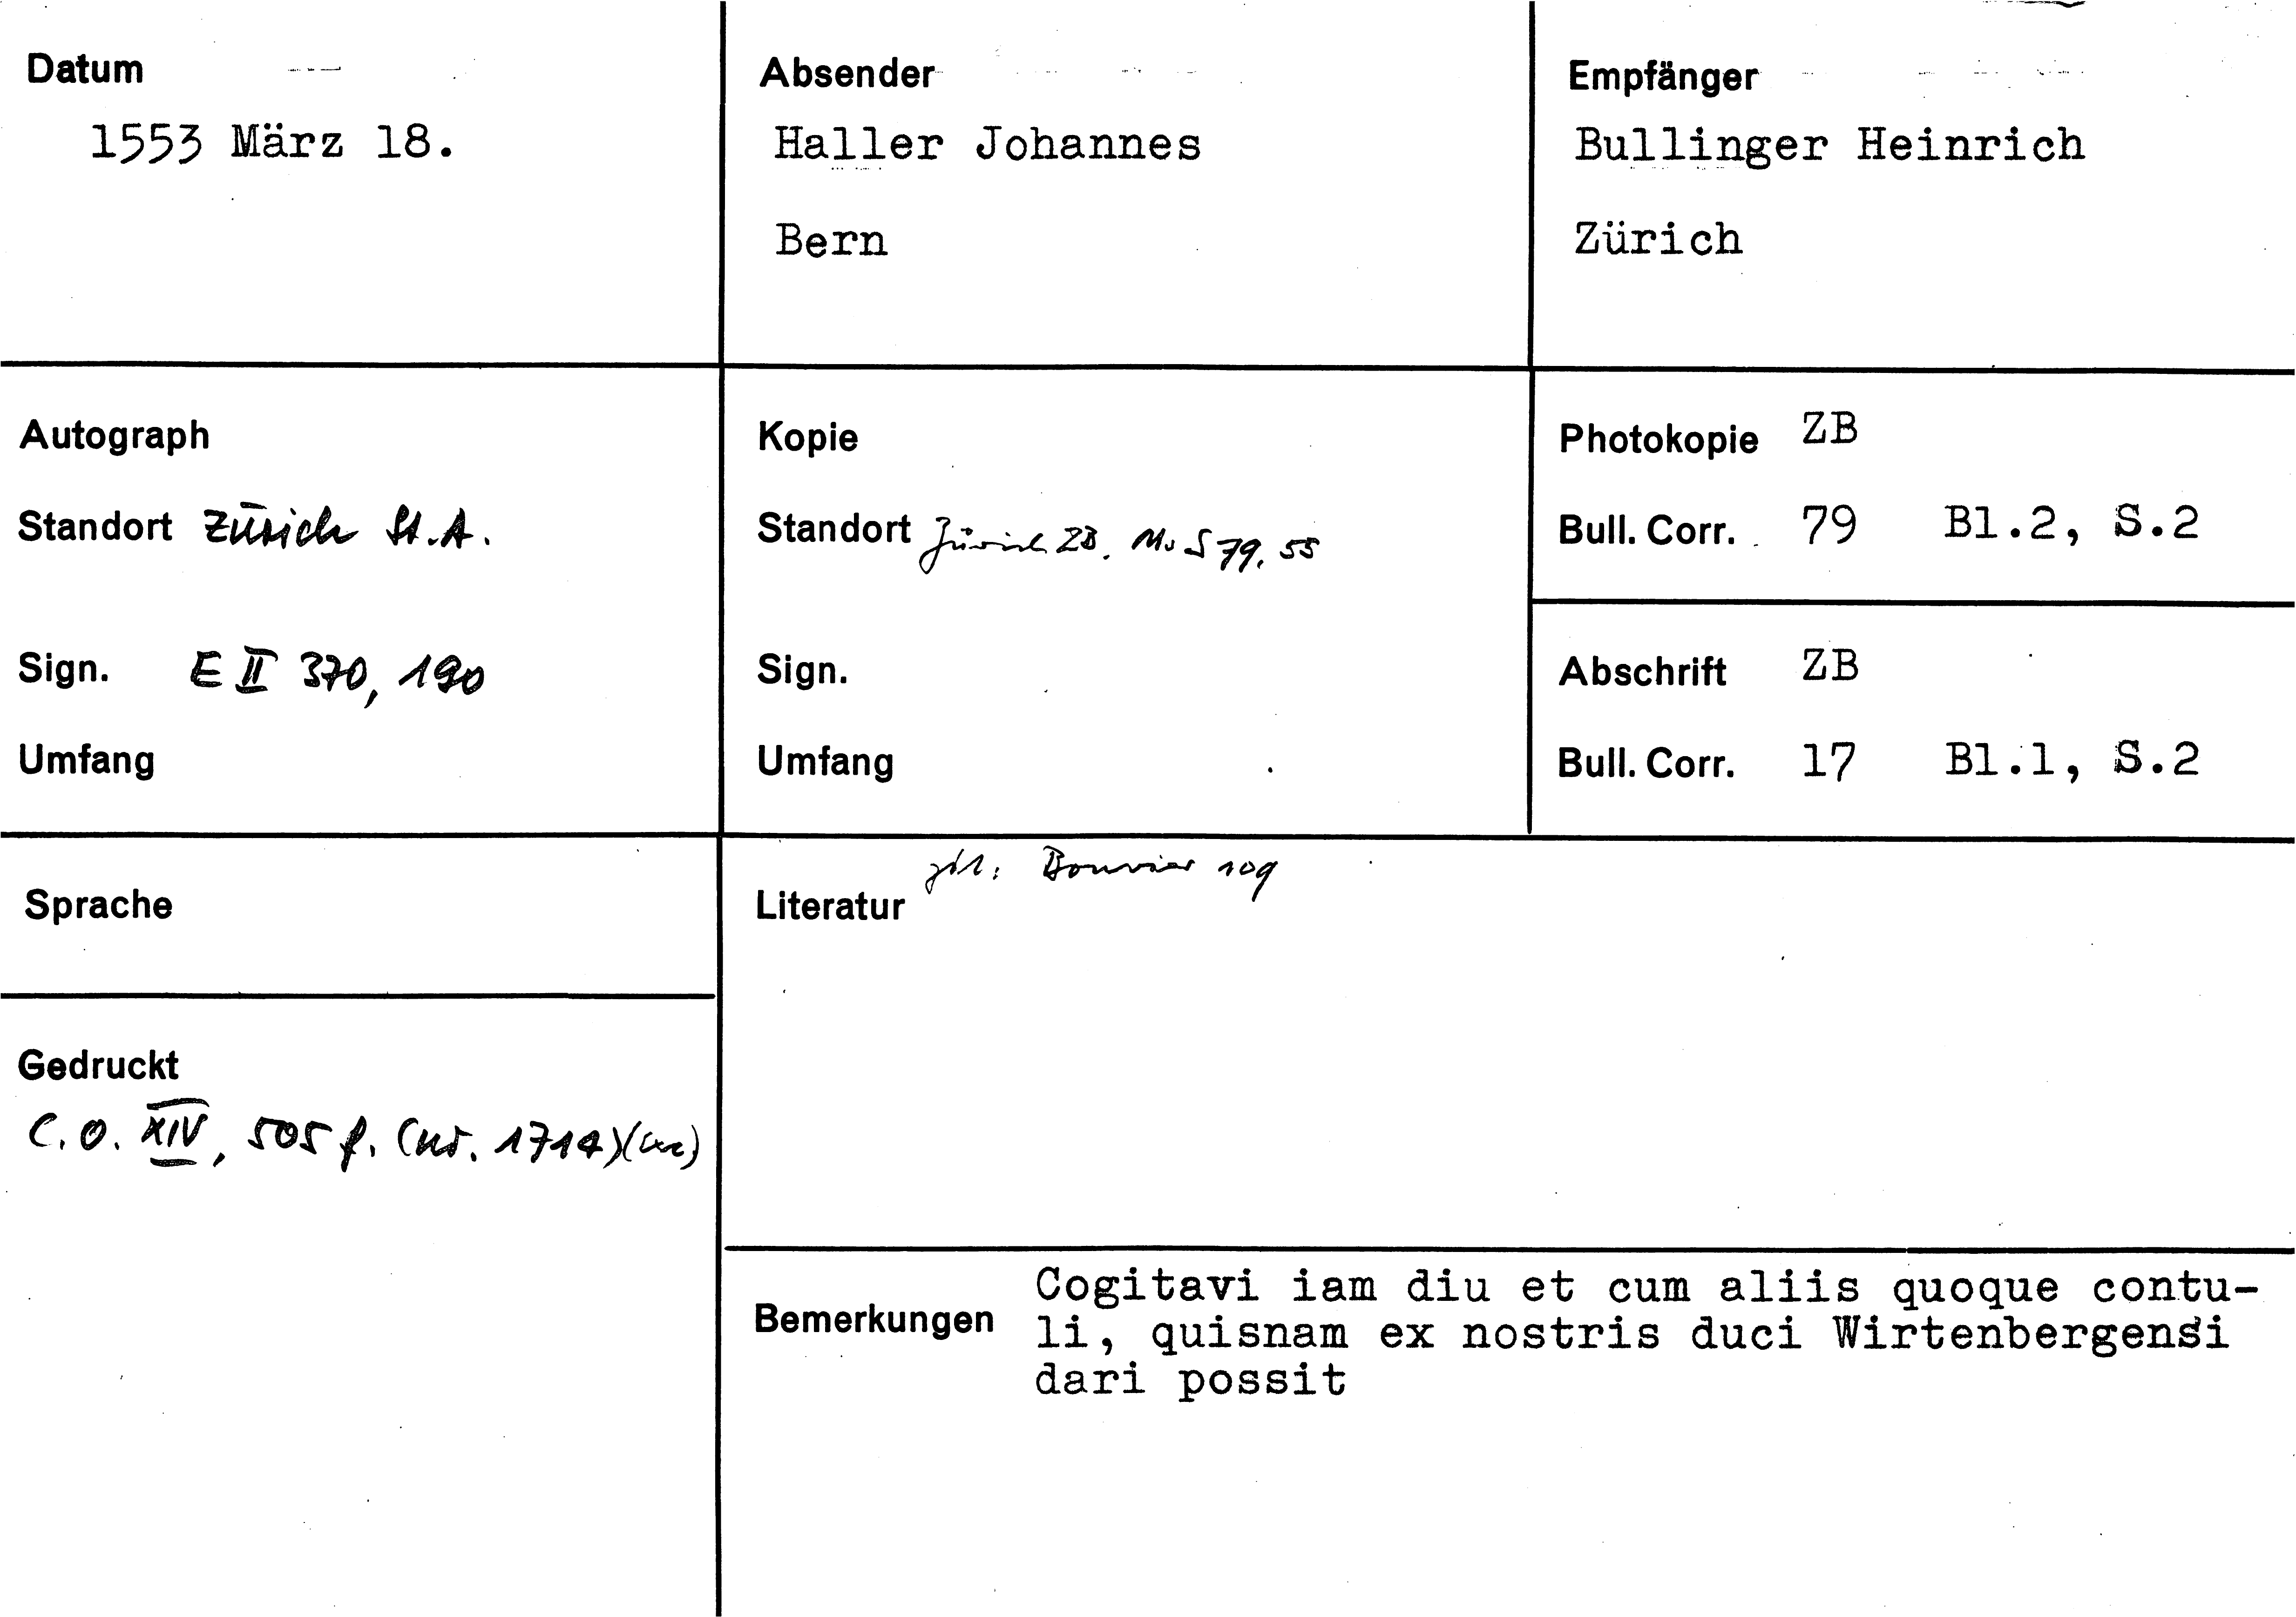 Datum
1553 März 18.
Absender
Haller Johannes
Bern
Empfänger
Bullinger Heinrich
Zürich
Autograph
Standort Zürich St.A.
Sign. E II 370, 190
Umfang
Kopie
Standort Zürich ZB. Ms S 79, 55
Sign.
Umfang
Photokopie ZB
Bull. Corr. 79 Bl.2, S.2
Abschrift ZB
Bull. Corr. 17 Bl.1, S.2
Sprache
Gedruckt
C.O. XIV, 505 f. (nr. 1714)
Bouvier 109
Literatur
Bemerkungen
Cogitavi iam diu et cum aliis quoque contu-
li, quisnam ex nostris duci Wirtenbergensi
dari possit